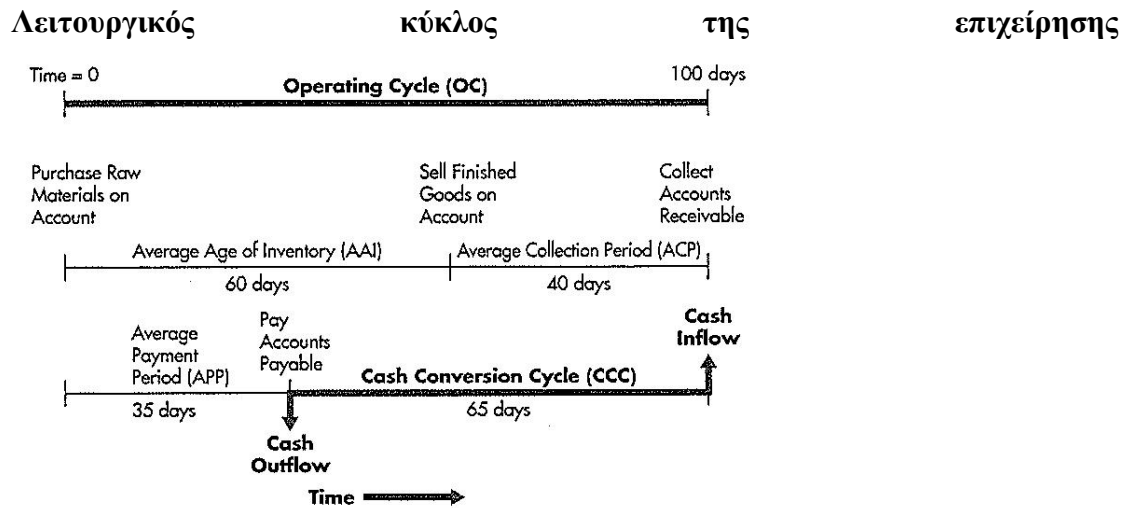 Λειτουργικός κύκλος της επιχείρησης
Time = 0
100 days
Operating Cycle (OC)
Purchase Raw
Materials on
Account
Sell Finished
Goods on
Account
Collect
Accounts
Receivable
Average Age of Inventory (AAI)
Average Collection Period (ACP)
60 days
40 days
Average
Payment
Period (APP)
Pay
Accounts
Payable
Cash
Inflow
Cash Conversion Cycle (CCC)
35 days
65 days
Cash
Outflow
Time